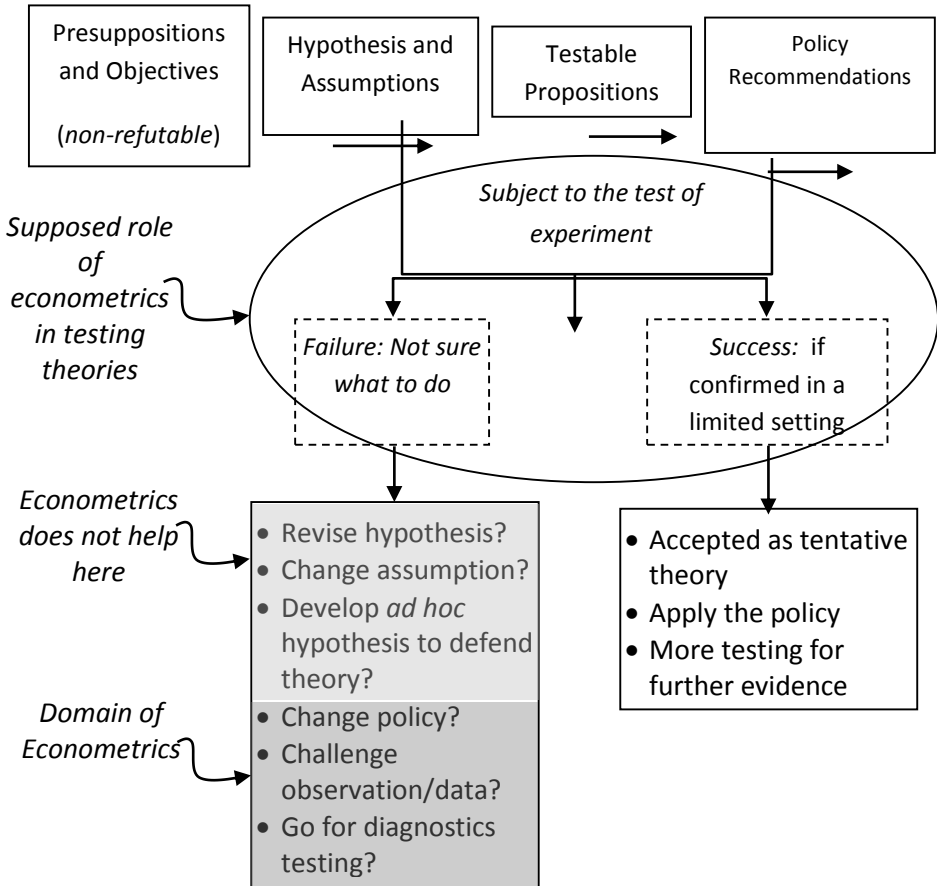 Presuppositions
and Objectives
(non-refutable)
Hypothesis and
Assumptions
Testable
Propositions
Policy
Recommendations
Subject to the test of
experiment
Supposed role
of
econometrics
in testing
theories
Failure: Not sure
what to do
Success: if
confirmed in a
limited setting
Econometrics
does not help
here
• Revise hypothesis?
• Change assumption?
• Develop ad hoc
hypothesis to defend
theory?
Domain of
Econometrics
• Change policy?
• Challenge
observation/data?
• Go for diagnostics
testing?
• Accepted as tentative
theory
• Apply the policy
• More testing for
further evidence